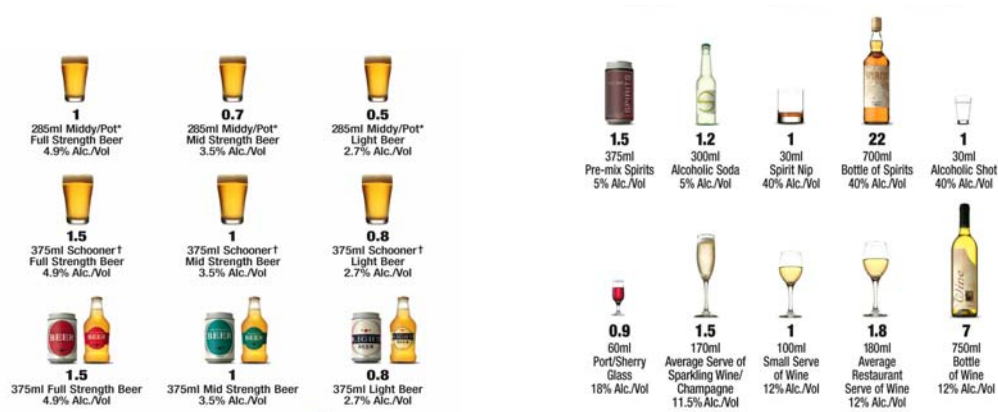 1
285ml Middy/Pot*
Full Strength Beer
4.9% Alc./Vol
0.7
285ml Middy/Pot*
Mid Strength Beer
3.5% Alc./Vol
0.5
285ml Middy/Pot*
Light Beer
2.7% Alc./Vol
1.5
375ml Schooner†
Full Strength Beer
4.9% Alc./Vol
1
375ml Schooner†
Mid Strength Beer
3.5% Alc./Vol
0.8
375ml Schooner†
Light Beer
2.7% Alc./Vol
BEER
BEER
1.5
375ml Full Strength Beer
4.9% Alc./Vol
BEER
BEER
1
375ml Mid Strength Beer
3.5% Alc./Vol
LIGHT
0.8
375ml Light Beer
2.7% Alc./Vol
SPIRITS
1.5
375ml
Pre-mix Spirits
5% Alc./Vol
1.2
300ml
Alcoholic Soda
5% Alc./Vol
1
30ml
Spirit Nip
40% Alc./Vol
SPIRITS
22
700ml
Bottle of Spirits
40% Alc./Vol
1
30ml
Alcoholic Shot
40% Alc./Vol
0.9
60ml
Port/Sherry
Glass
18% Alc./Vol
1.5
170ml
Average Serve of
Sparkling Wine/
Champagne
11.5% Alc./Vol
1
100ml
Small Serve
of Wine
12% Alc./Vol
1.8
180ml
Average
Restaurant
Serve of Wine
12% Alc./Vol
Wine
7
750ml
Bottle
of Wine
12% Alc./Vol